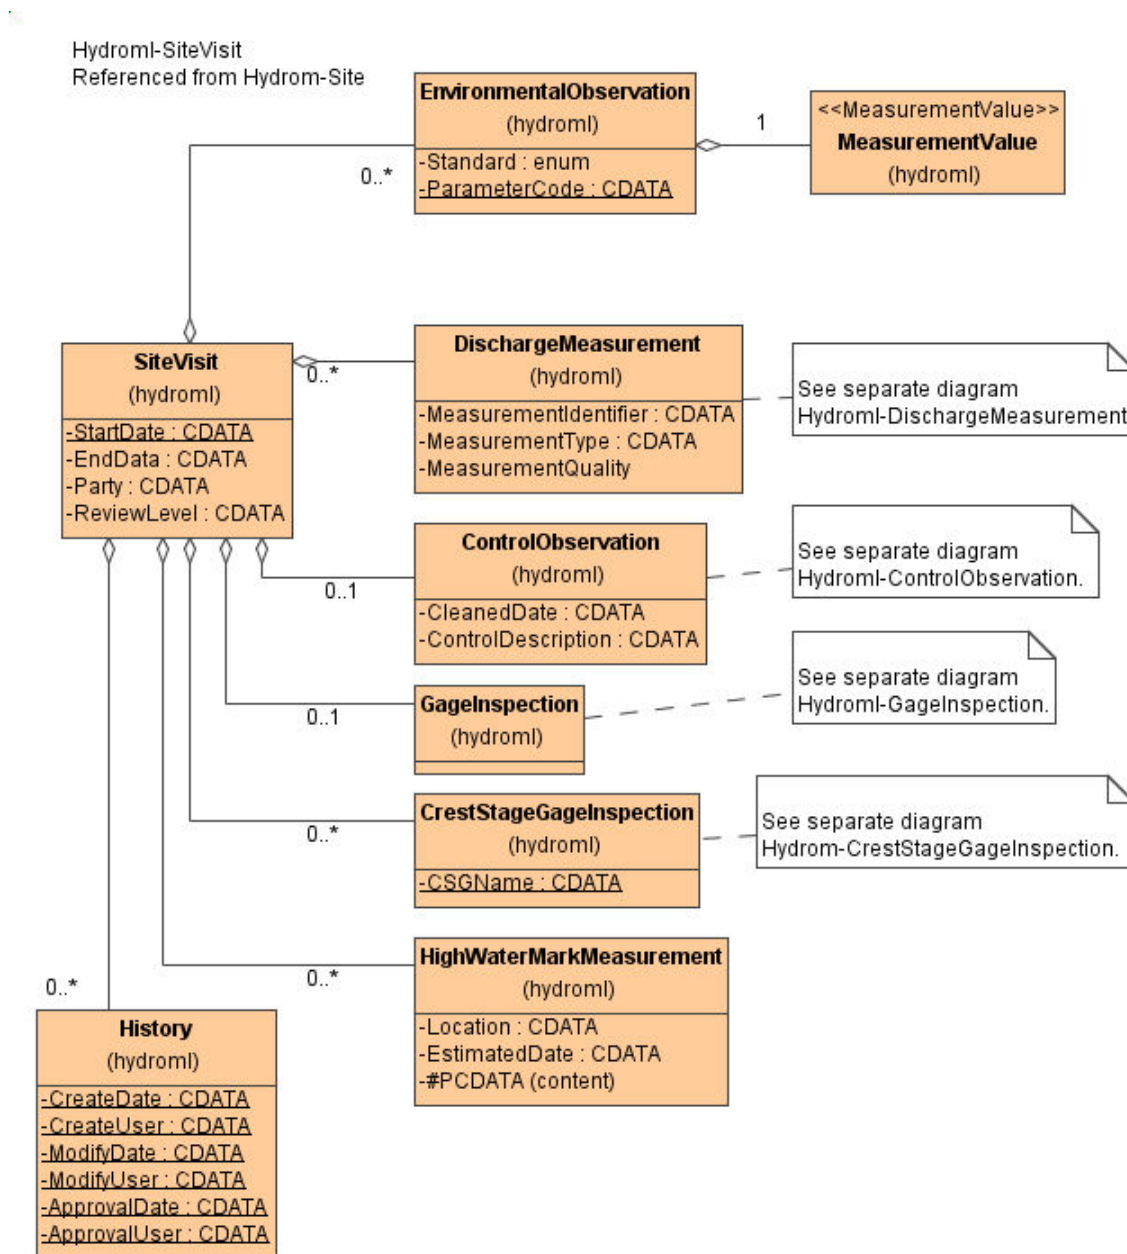 Hydroml-SiteVisit
Referenced from Hydrom-Site
EnvironmentalObservation
(hydroml)
-Standard : enum
-ParameterCode : CDATA
0..*
1
<<MeasurementValue>>
MeasurementValue
(hydroml)
SiteVisit
(hydroml)
-StartDate : CDATA
-EndData : CDATA
-Party : CDATA
-ReviewLevel : CDATA
0..*
DischargeMeasurement
(hydroml)
-MeasurementIdentifier : CDATA
-MeasurementType : CDATA
-MeasurementQuality
See separate diagram
Hydroml-DischargeMeasurement
0..1
ControlObservation
(hydroml)
-CleanedDate : CDATA
-ControlDescription : CDATA
See separate diagram
Hydroml-ControlObservation.
0..1
GageInspection
(hydroml)
See separate diagram
Hydroml-GageInspection.
0..*
CrestStageGageInspection
(hydroml)
-CSGName : CDATA
See separate diagram
Hydrom-CrestStageGageInspection.
0..*
HighWaterMarkMeasurement
(hydroml)
-Location : CDATA
-EstimatedDate : CDATA
-#PCDATA (content)
0..*
History
(hydroml)
-CreateDate : CDATA
-CreateUser : CDATA
-ModifyDate : CDATA
-ModifyUser : CDATA
-ApprovalDate : CDATA
-ApprovalUser : CDATA